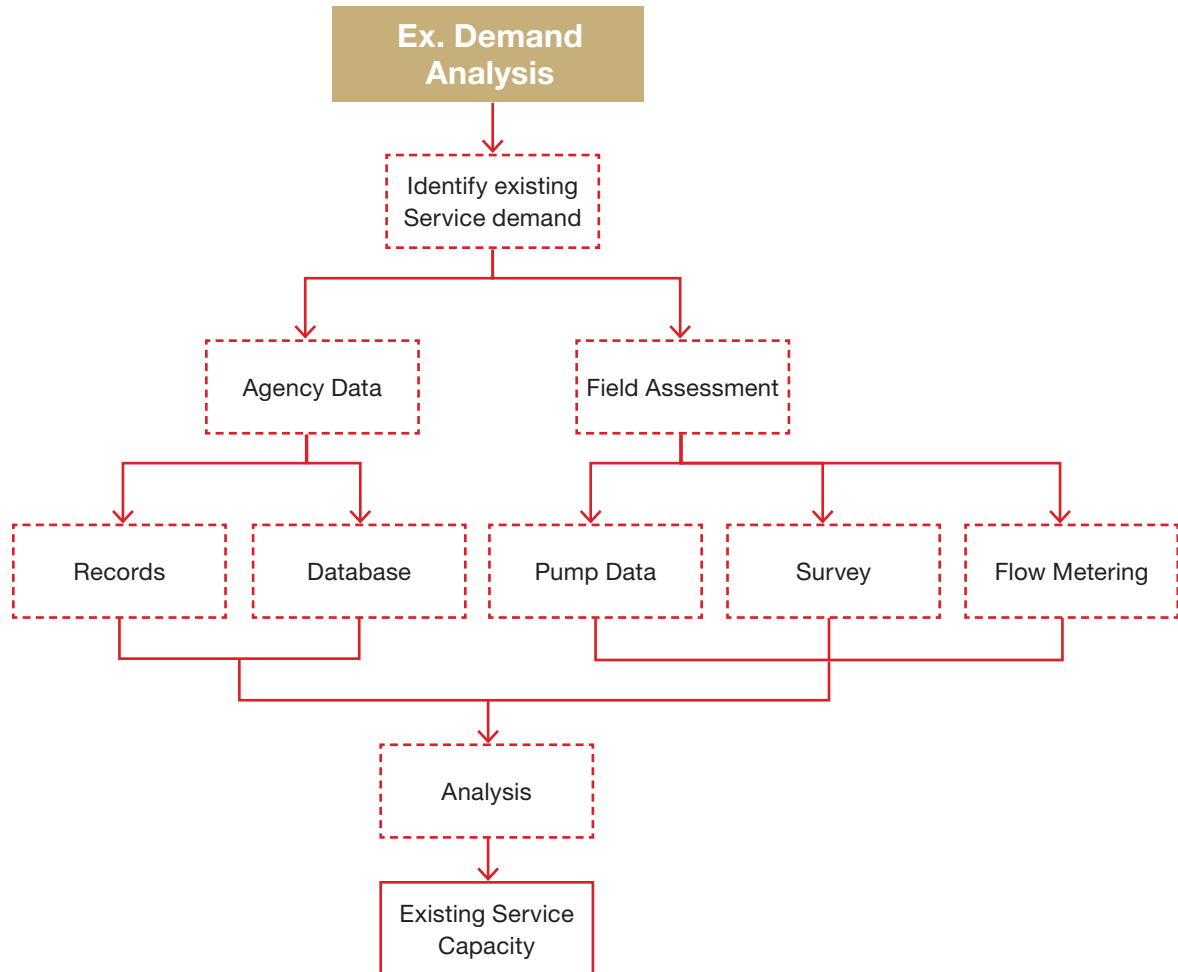 Ex. Demand
Analysis
Identify existing
Service demand
Agency Data
Field Assessment
Records
Database
Pump Data
Survey
Flow Metering
Analysis
Existing Service
Capacity